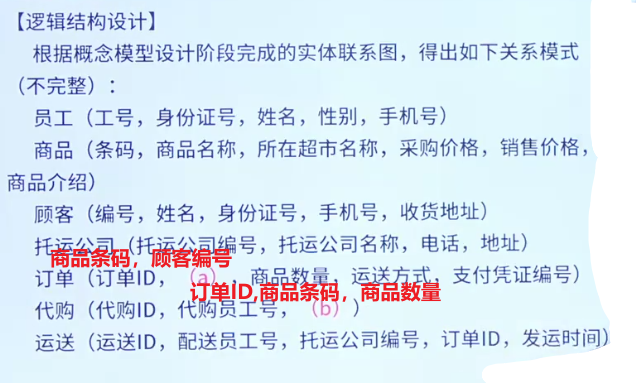 【逻辑结构设计】
根据概念模型设计阶段完成的实体联系图，得出如下关系模式
（不完整）：
员工（工号，身份证号，姓名，性别，手机号）
商品（条码，商品名称，所在超市名称，采购价格，销售价格，
商品介绍）
顾客（编号，姓名，身份证号，手机号，收货地址）
托运公司（托运公司编号，托运公司名称，电话，地址）
商品条码，顾客编号
订单（订单ID，（a），商品数量，运送方式，支付凭证编号）
订单ID,商品条码，商品数量
代购（代购ID，代购员工号，（b））
运送（运送ID，配送员工号，托运公司编号，订单ID，发运时间）